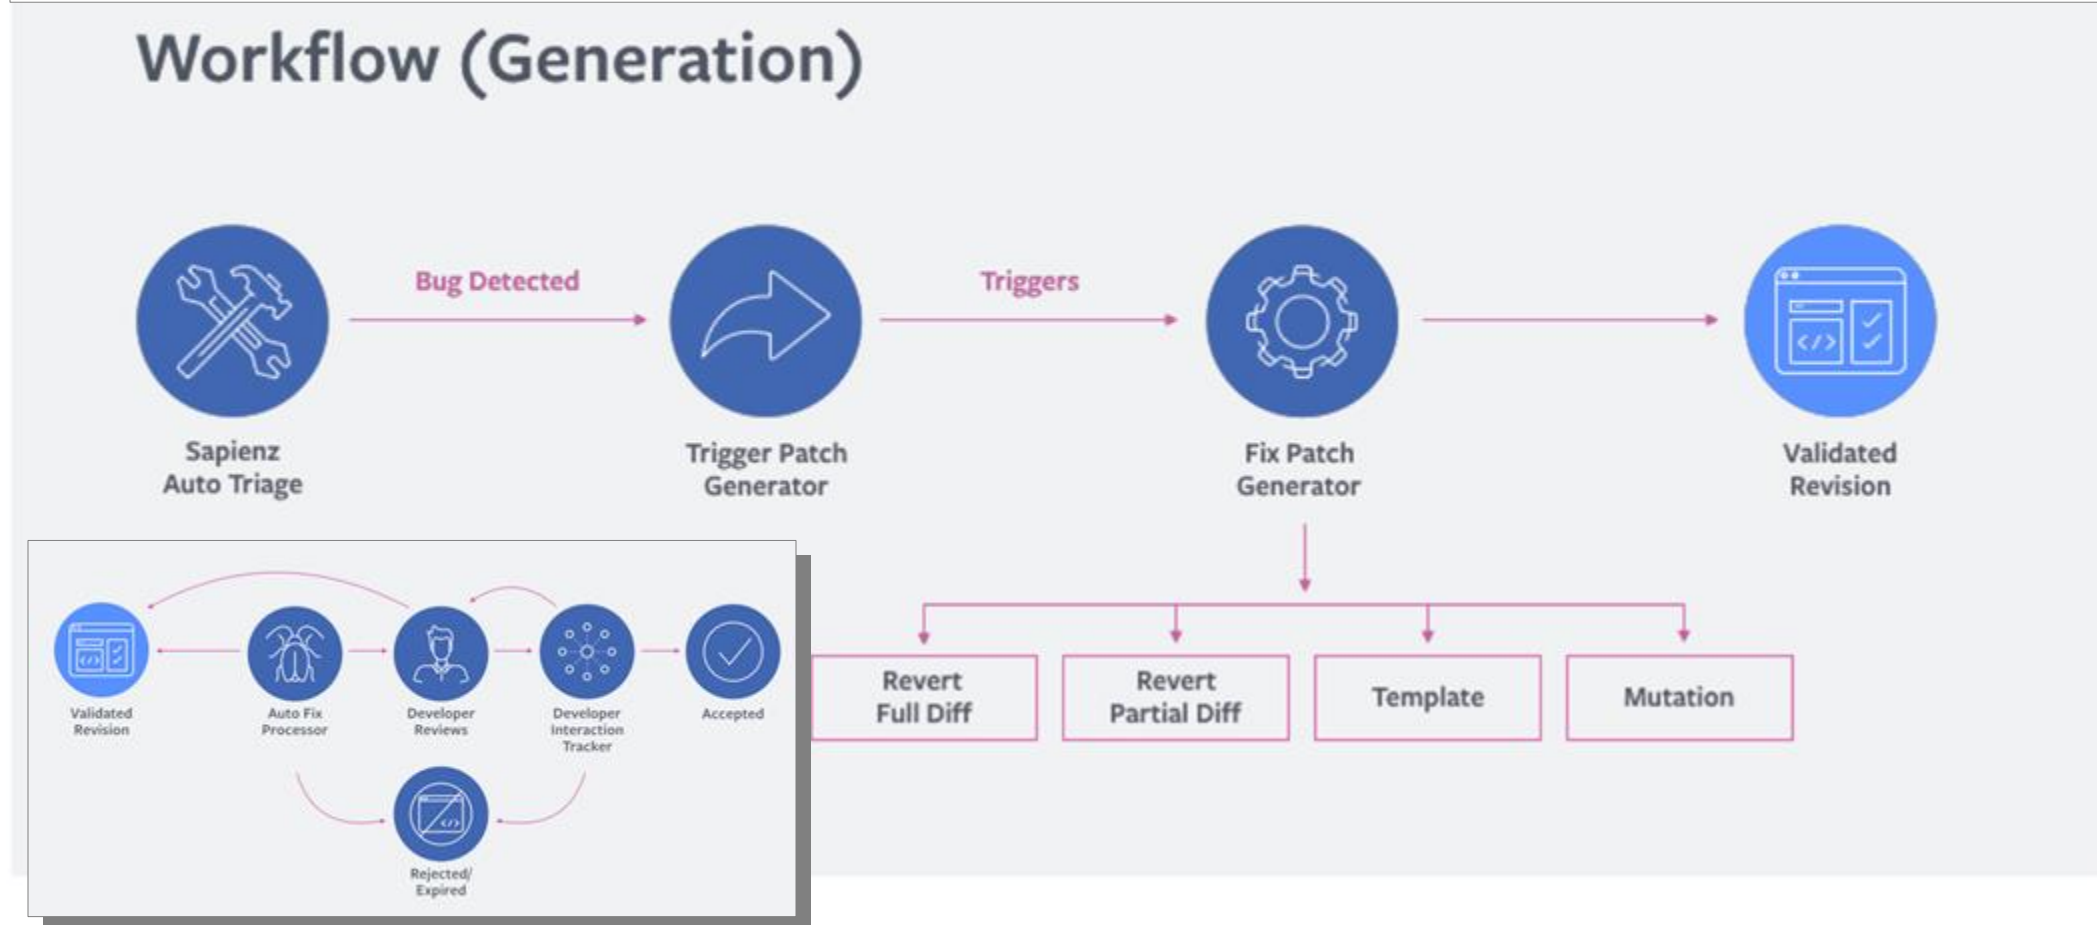 Workflow (Generation)
Bug Detected
Triggers
Sapienz
Auto Triage
Trigger Patch
Generator
Fix Patch
Generator
Validated
Revision
Revert
Full Diff
Revert
Partial Diff
Template
Mutation
Validated
Revision
Auto Fix
Processor
Developer
Reviews
Developer
Interaction
Tracker
Accepted
Rejected/
Expired